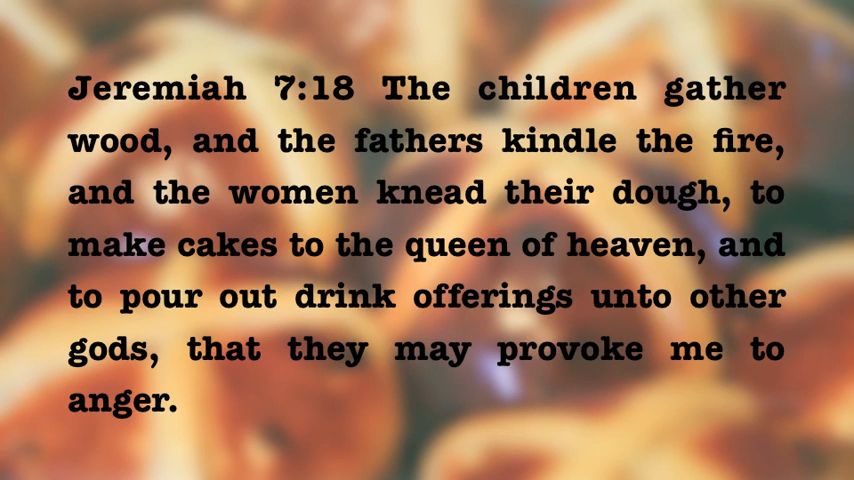 Jeremiah 7:18 The children gather
wood, and the fathers kindle the fire,
and the women knead their dough, to
make cakes to the queen of heaven, and
to pour out drink offerings unto other
gods, that they may provoke me to
anger.